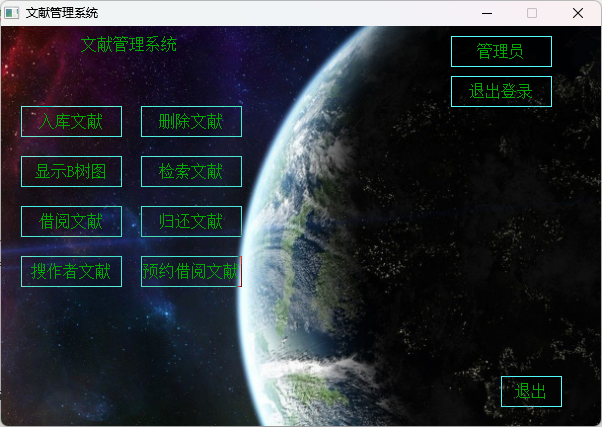 文献管理系统
文献管理系统
管理员
退出登录
入库文献 删除文献
显示B树图 检索文献
借阅文献 归还文献
搜作者文献 预约借阅文献
退出